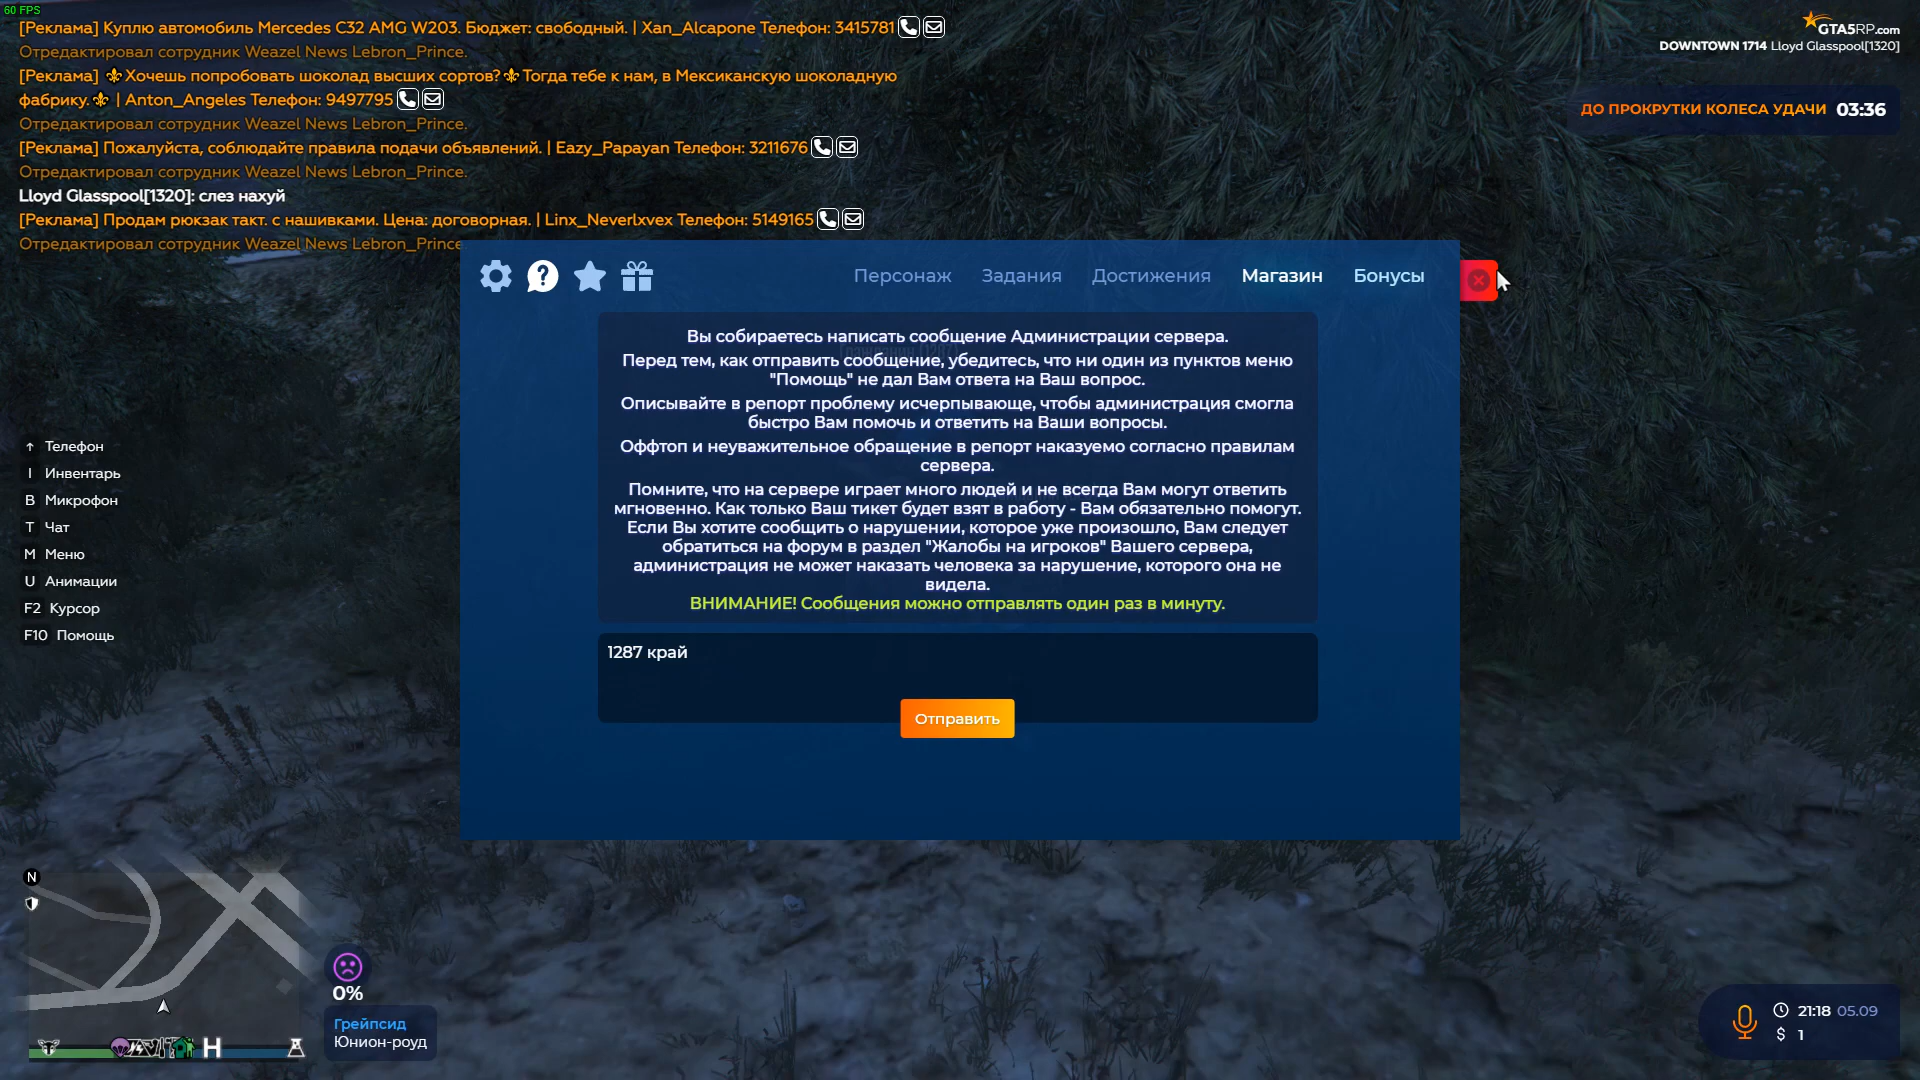 60 FPS
[Реклама] Куплю автомобиль Mercedes C32 AMG W203. Бюджет: свободный. | Xan_Alcapone Телефон: 3415781
Отредактировал сотрудник Weazel News Lebron_Prince.
[Реклама] ⚜Хочешь попробовать шоколад высших сортов?⚜Тогда тебе к нам, в Мексиканскую шоколадную
фабрику.⚜ | Anton_Angeles Телефон: 9497795
Отредактировал сотрудник Weazel News Lebron_Prince.
[Реклама] Пожалуйста, соблюдайте правила подачи объявлений. | Eazy_Papayan Телефон: 3211676
Отредактировал сотрудник Weazel News Lebron_Prince.
Lloyd Glasspool[1320]: слез нахуй
[Реклама] Продам рюкзак такт. с нашивками. Цена: договорная. | Linx_Neverlxvex Телефон: 5149165
Отредактировал сотрудник Weazel News Lebron_Prince
GTA5RP.com
DOWNTOWN 1714 Lloyd Glasspool[1320]
ДО ПРОКРУТКИ КОЛЕСА УДАЧИ 03:36
Персонаж Задания Достижения Магазин Бонусы
Вы собираетесь написать сообщение Администрации сервера.
Перед тем, как отправить сообщение, убедитесь, что ни один из пунктов меню
"Помощь" не дал Вам ответа на Ваш вопрос.
Описывайте в репорт проблему исчерпывающе, чтобы администрация смогла
быстро Вам помочь и ответить на Ваши вопросы.
Оффтоп и неуважительное обращение в репорт наказуемо согласно правилам
сервера.
Помните, что на сервере играет много людей и не всегда Вам могут ответить
мгновенно. Как только Ваш тикет будет взят в работу - Вам обязательно помогут.
Если Вы хотите сообщить о нарушении, которое уже произошло, Вам следует
обратиться на форум в раздел "Жалобы на игроков" Вашего сервера,
администрация не может наказать человека за нарушение, которого она не
видела.
ВНИМАНИЕ! Сообщения можно отправлять один раз в минуту.
1287 край
Отправить
↑ Телефон
I Инвентарь
B Микрофон
T Чат
M Меню
U Анимации
F2 Курсор
F10 Помощь
N
H
0%
Грейпсид
Юнион-роуд
21:18 05.09
$ 1